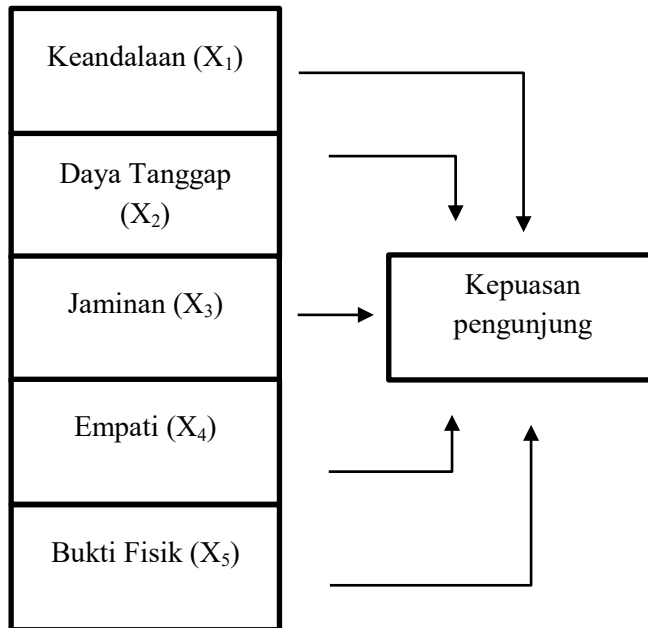 Keandalaan (X₁)
Daya Tanggap
(X₂)
Jaminan (X₃)
Kepuasan
pengunjung
Empati (X₄)
Bukti Fisik (X₅)